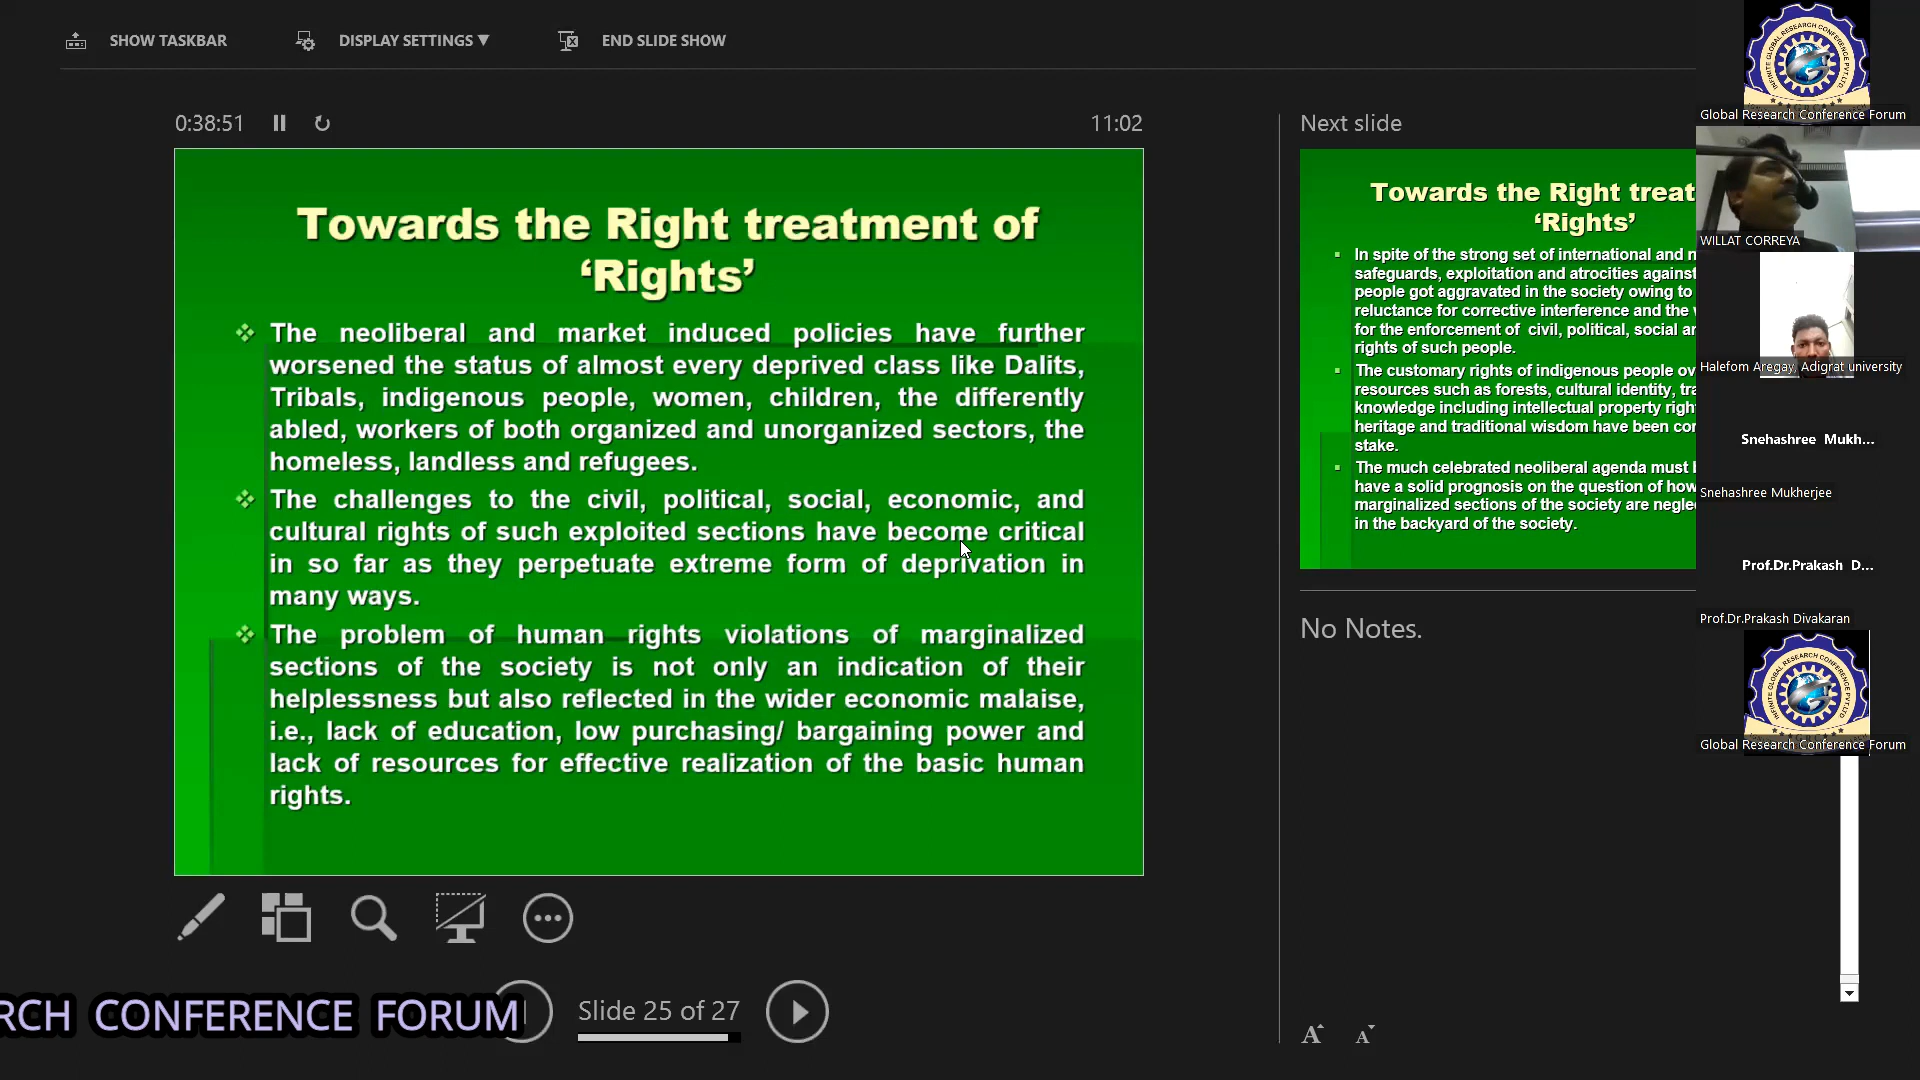 SHOW TASKBAR
DISPLAY SETTINGS ▼
END SLIDE SHOW
0:38:51
11:02
Towards the Right treatment of
‘Rights’
The neoliberal and market induced policies have further
worsened the status of almost every deprived class like Dalits,
Tribals, indigenous people, women, children, the differently
abled, workers of both organized and unorganized sectors, the
homeless, landless and refugees.
The challenges to the civil, political, social, economic, and
cultural rights of such exploited sections have become critical
in so far as they perpetuate extreme form of deprivation in
many ways.
The problem of human rights violations of marginalized
sections of the society is not only an indication of their
helplessness but also reflected in the wider economic malaise,
i.e., lack of education, low purchasing/ bargaining power and
lack of resources for effective realization of the basic human
rights.
Slide 25 of 27
RCH CONFERENCE FORUM
Next slide
Towards the Right treat
‘Rights’
In spite of the strong set of international and n
safeguards, exploitation and atrocities against
people got aggravated in the society owing to
reluctance for corrective interference and the
for the enforcement of civil, political, social
rights of such people.
The customary rights of indigenous people ov
resources such as forests, cultural identity, tra
knowledge including intellectual property righ
heritage and traditional wisdom have been con
stake.
The much celebrated neoliberal agenda must
have a solid prognosis on the question of how
marginalized sections of the society are negle
in the backyard of the society.
No Notes.
A A
INFINITE GLOBAL RESEARCH CONFERENCE PVT.LTD.
Global Research Conference Forum
WILLAT CORREYA
Halefom Aregay, Adigrat university
Snehashree Mukh...
Snehashree Mukherjee
Prof.Dr.Prakash D...
Prof.Dr.Prakash Divakaran
INFINITE GLOBAL RESEARCH CONFERENCE PVT.LTD.
Global Research Conference Forum